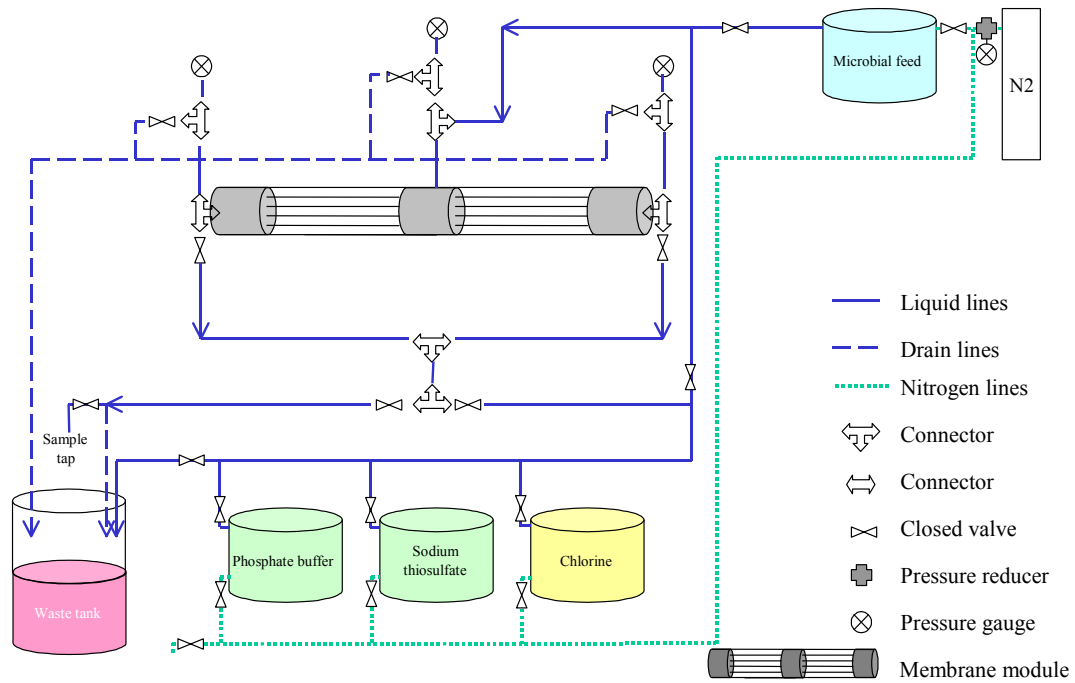 Microbial feed
N2
Liquid lines
Drain lines
Nitrogen lines
Connector
Connector
Closed valve
Pressure reducer
Pressure gauge
Membrane module
Sample
tap
Phosphate buffer
Sodium
thiosulfate
Chlorine
Waste tank